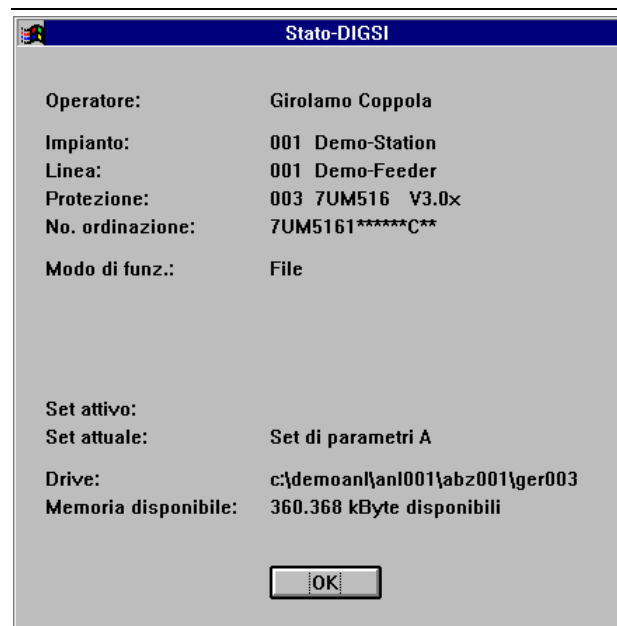 Stato-DIGSI
Operatore: Girolamo Coppola
Impianto: 001 Demo-Station
Linea: 001 Demo-Feeder
Protezione: 003 7UM516 V3.0x
No. ordinazione: 7UM5161******C**
Modo di funz.: File
Set attivo:
Set attuale: Set di parametri A
Drive: c:\demoanl\anl001\abz001\ger003
Memoria disponibile: 360.368 kByte disponibili
OK